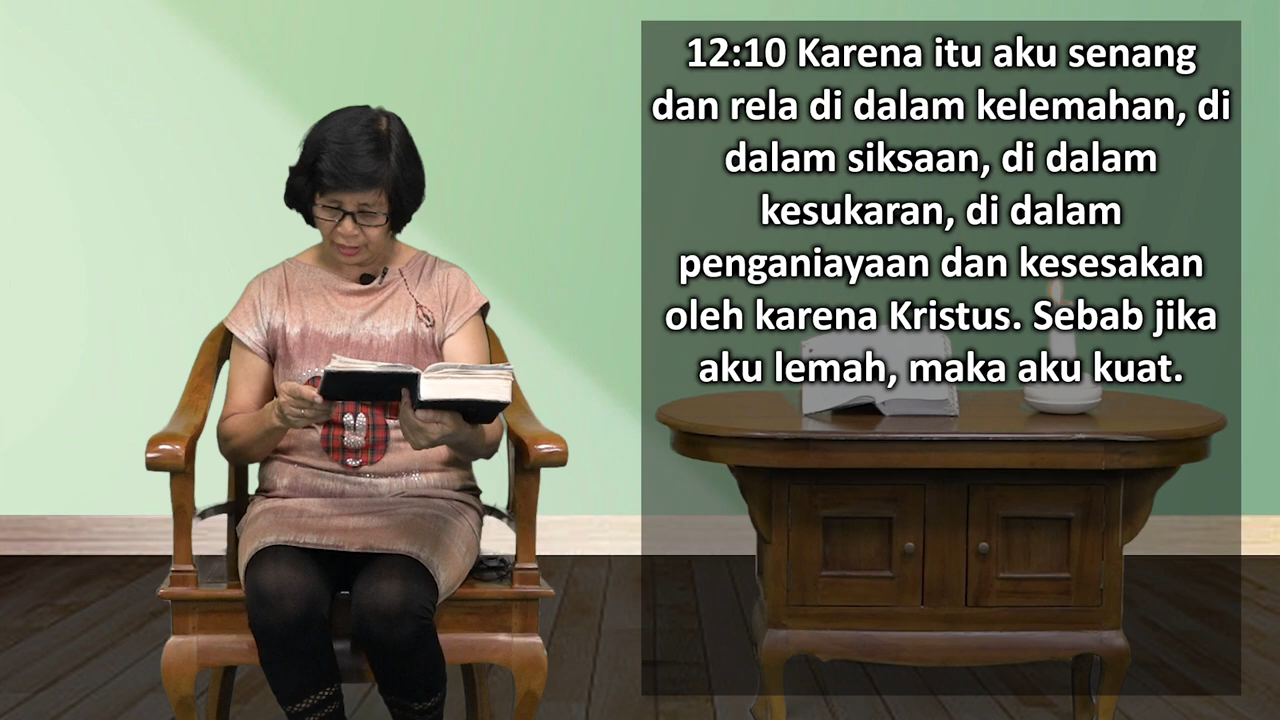 12:10 Karena itu aku senang
dan rela di dalam kelemahan, di
dalam siksaan, di dalam
kesukaran, di dalam
penganiayaan dan kesesakan
oleh karena Kristus. Sebab jika
aku lemah, maka aku kuat.